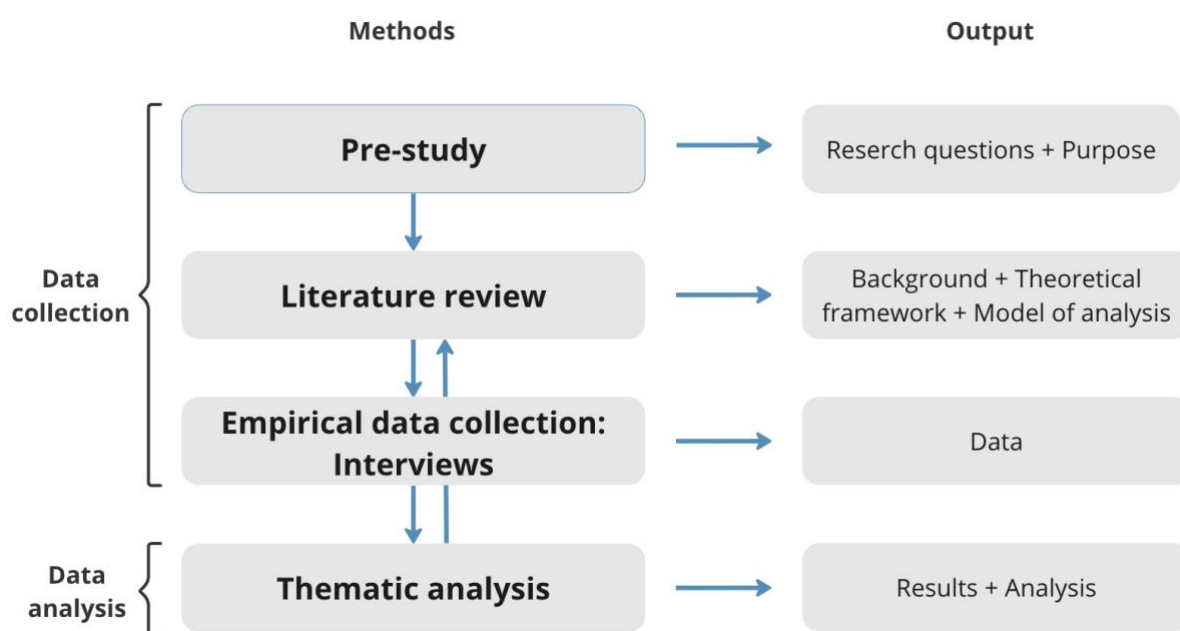 Methods
Output
Pre-study
Reserch questions + Purpose
Data
collection
Literature review
Background + Theoretical
framework + Model of analysis
Empirical data collection:
Interviews
Data
Data
analysis
Thematic analysis
Results + Analysis